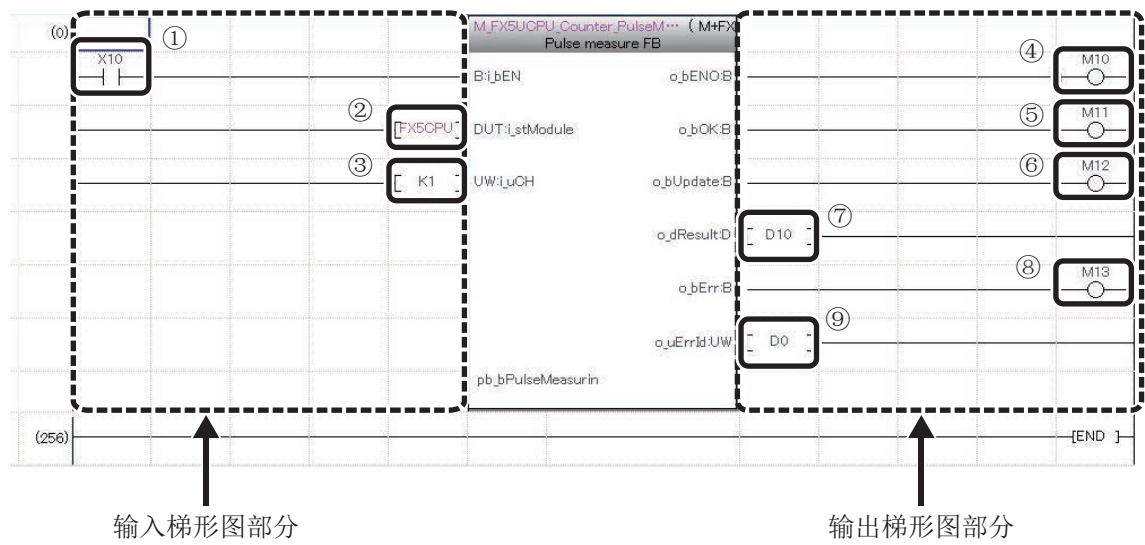 (0)
①
X10
M_FX5UCPU_Counter_PulseM… ( M+FX
Pulse measure FB
④
M10
B:i_bEN
o_bENO:B
②
[FX5CPU]
DUT:i_stModule
o_bOK:B
⑤
M11
③
[ K1 ]
UW:i_uCH
o_bUpdate:B
⑥
M12
o_dResult:D
[ D10 ]
⑦
o_bErr:B
⑧
M13
o_uErrId:UW
[ D0 ]
⑨
pb_bPulseMeasurin
(256)
[END ]
输入梯形图部分
输出梯形图部分